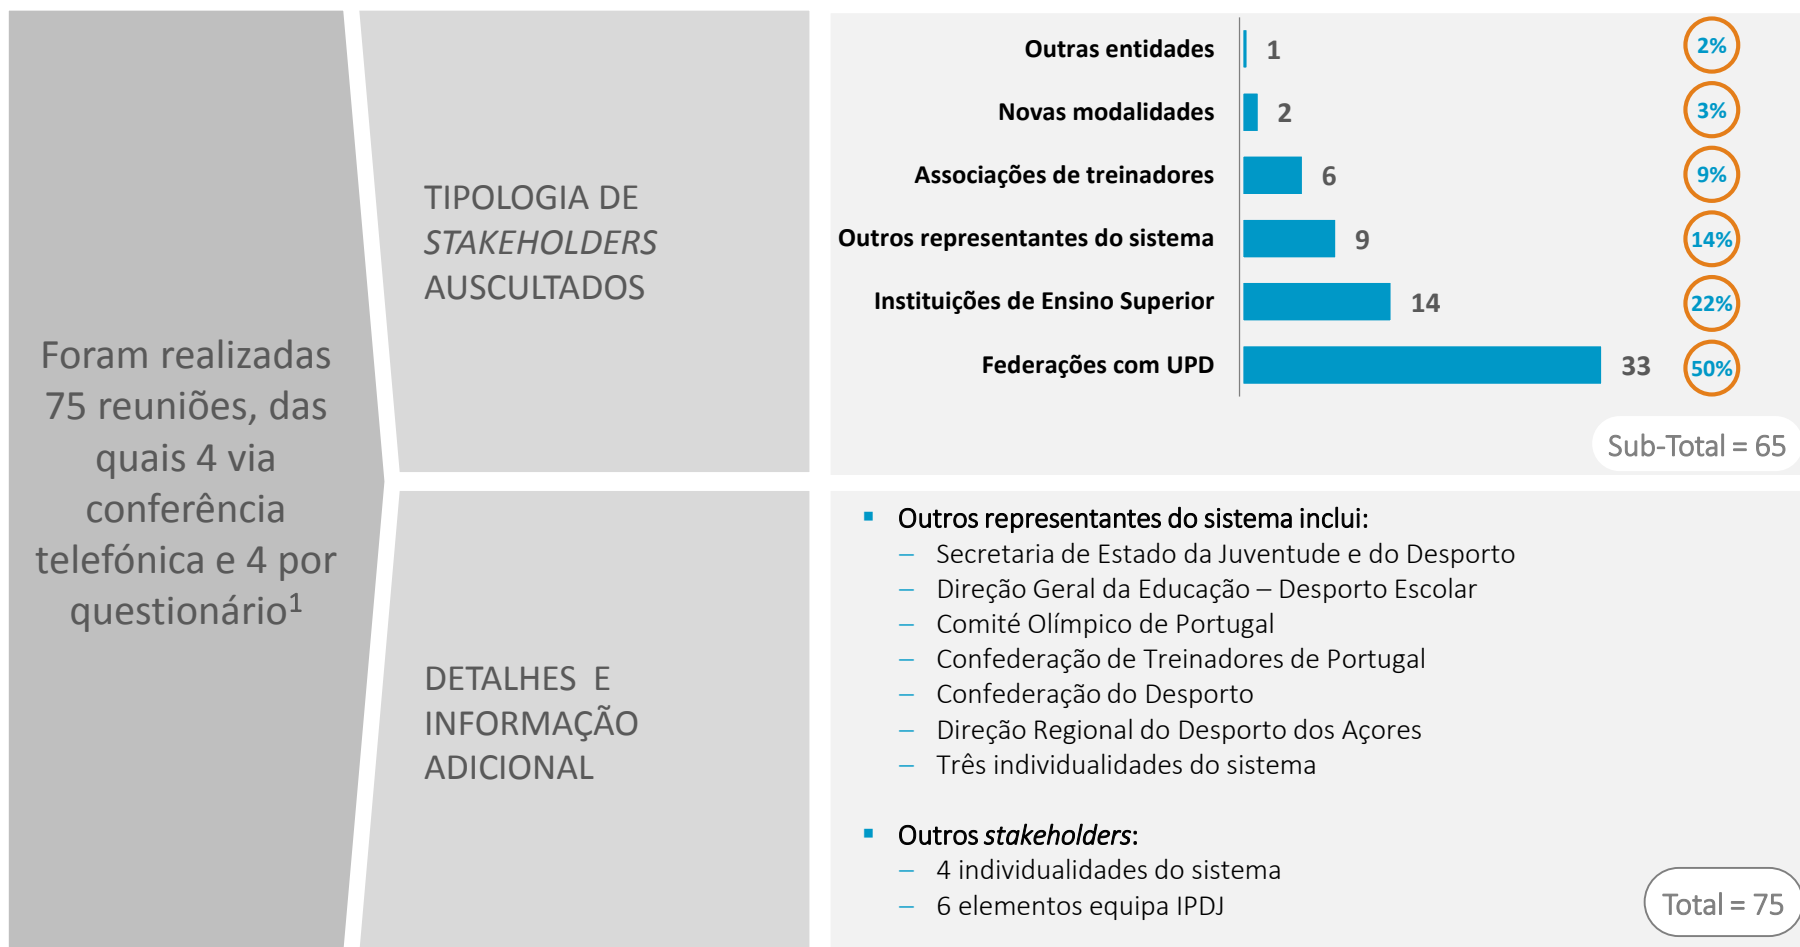 Foram realizadas
75 reuniões, das
quais 4 via
conferência
telefónica e 4 por
questionário¹
TIPOLOGIA DE
STAKEHOLDERS
AUSCULTADOS
Outras entidades 1 2%
Novas modalidades 2 3%
Associações de treinadores 6 9%
Outros representantes do sistema 9 14%
Instituições de Ensino Superior 14 22%
Federações com UPD 33 50%
Sub-Total = 65
DETALHES E
INFORMAÇÃO
ADICIONAL
▪ Outros representantes do sistema inclui:
– Secretaria de Estado da Juventude e do Desporto
– Direção Geral da Educação – Desporto Escolar
– Comité Olímpico de Portugal
– Confederação de Treinadores de Portugal
– Confederação do Desporto
– Direção Regional do Desporto dos Açores
– Três individualidades do sistema
▪ Outros stakeholders:
– 4 individualidades do sistema
– 6 elementos equipa IPDJ
Total = 75